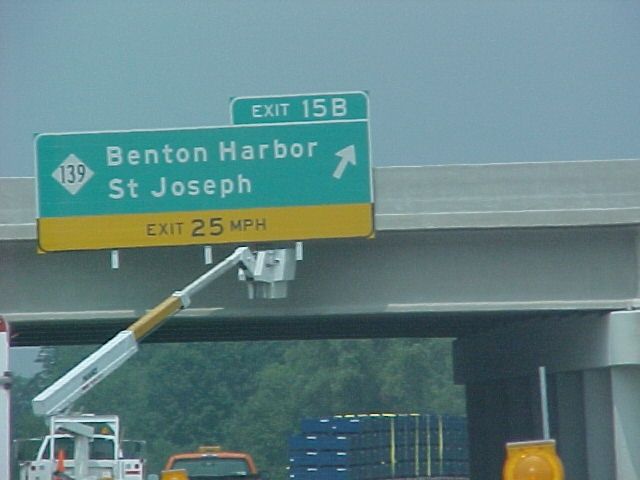 EXIT 15B
139
Benton Harbor
St Joseph
EXIT 25 MPH